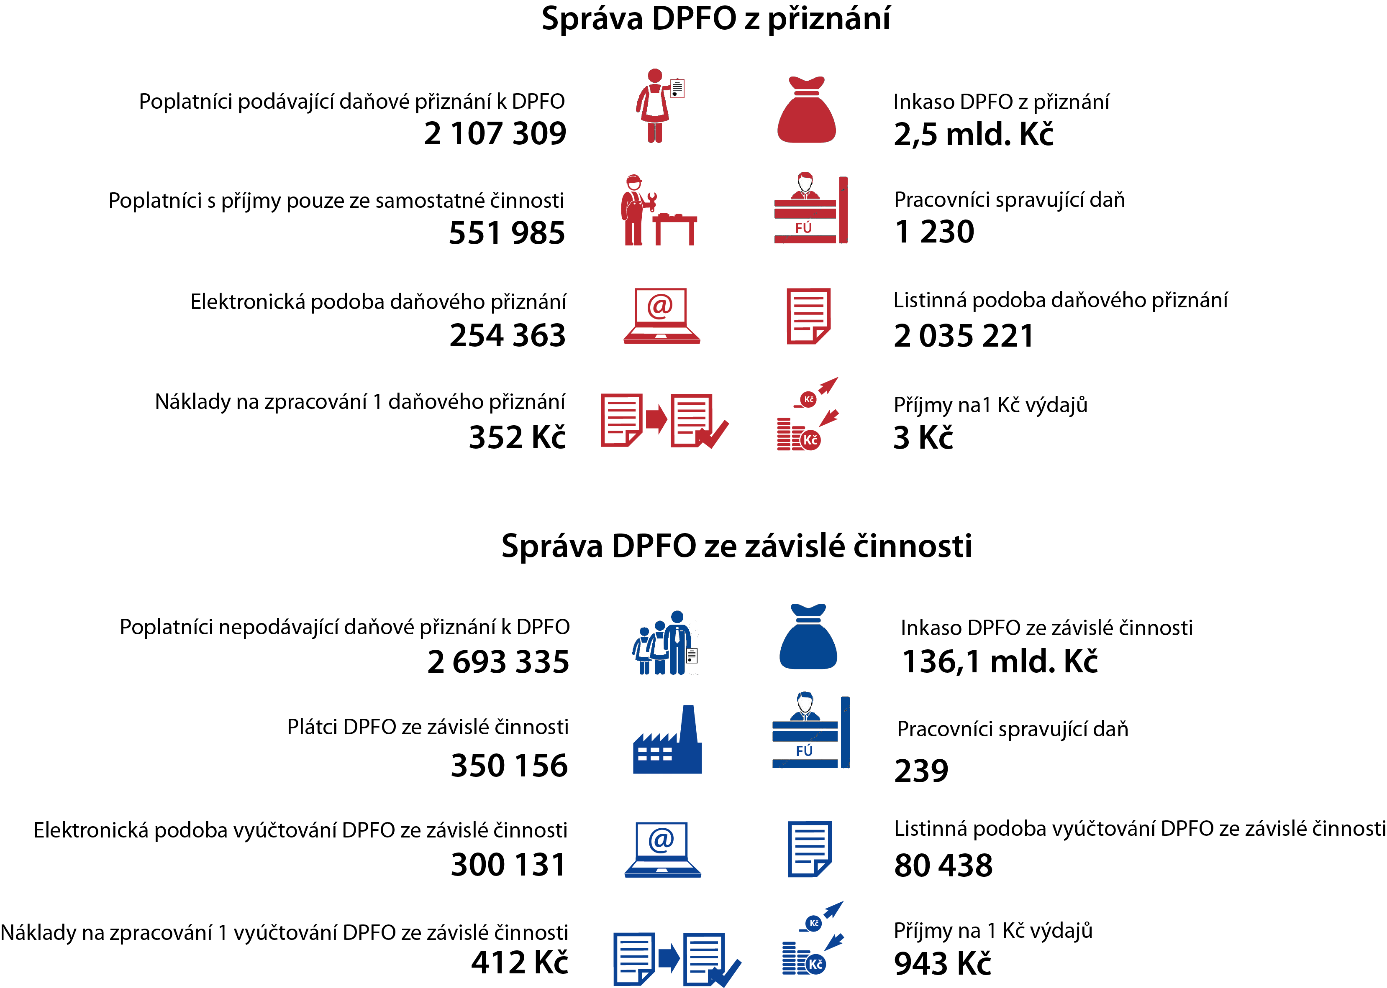 Správa DPFO z přiznání
Poplatníci podávající daňové přiznání k DPFO
2 107 309
Inkaso DPFO z přiznání
2,5 mld. Kč
Poplatníci s příjmy pouze ze samostatné činnosti
551 985
FÚ
Pracovníci spravující daň
1 230
Elektronická podoba daňového přiznání
254 363
@
Listinná podoba daňového přiznání
2 035 221
Náklady na zpracování 1 daňového přiznání
352 Kč
Kč
Kč
Příjmy na1 Kč výdajů
3 Kč
Správa DPFO ze závislé činnosti
Poplatníci nepodávající daňové přiznání k DPFO
2 693 335
Inkaso DPFO ze závislé činnosti
136,1 mld. Kč
Plátci DPFO ze závislé činnosti
350 156
FÚ
Pracovníci spravující daň
239
Elektronická podoba vyúčtování DPFO ze závislé činnosti
300 131
@
Listinná podoba vyúčtování DPFO ze závislé činnosti
80 438
Náklady na zpracování 1 vyúčtování DPFO ze závislé činnosti
412 Kč
Kč
Kč
Příjmy na 1 Kč výdajů
943 Kč